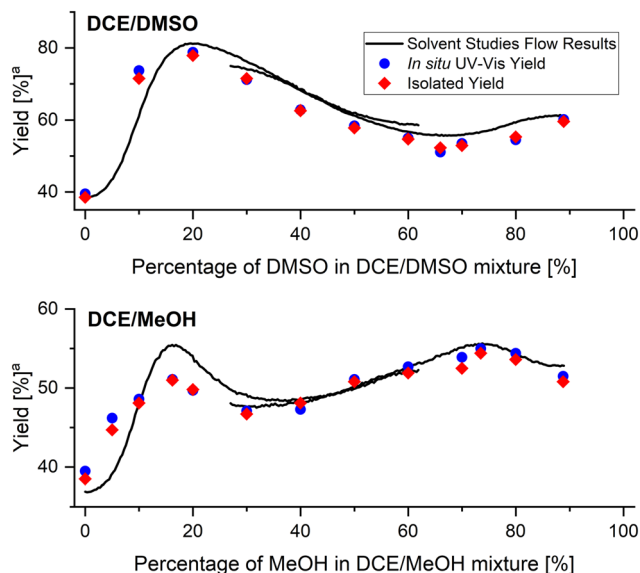 DCE/DMSO
Solvent Studies Flow Results
In situ UV-Vis Yield
Isolated Yield
Yield [%]ᵃ
80
60
40
0 20 40 60 80 100
Percentage of DMSO in DCE/DMSO mixture [%]
DCE/MeOH
Yield [%]ᵃ
60
50
40
0 20 40 60 80 100
Percentage of MeOH in DCE/MeOH mixture [%]